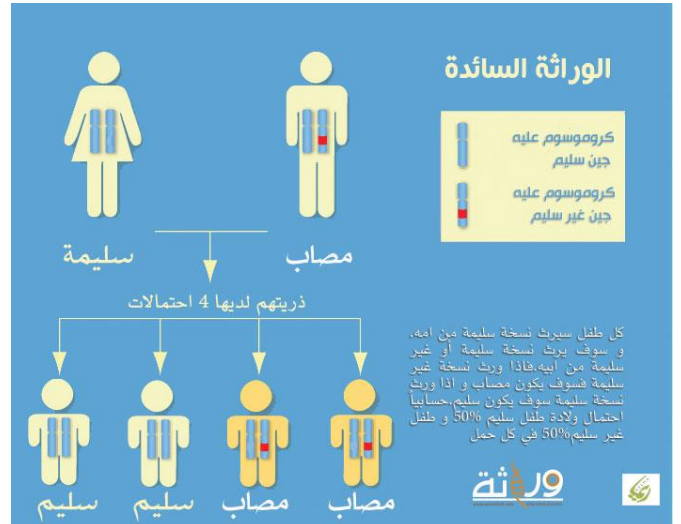 الوراثة السائدة
كروموسوم عليه
جين سليم
كروموسوم عليه
جين غير سليم
سليمة
مصاب
ذريتهم لديها 4 احتمالات
كل طفل سيرث نسخة سليمة من امه.
و سوف يرث نسخة سليمة أو غير
سليمة من ابيه.فاذا ورث نسخة غير
سليمة فسوف يكون مصاب و اذا ورث
نسخة سليمة سوف يكون سليم.حسابياً
احتمال ولادة طفل سليم 50% و طفل
غير سليم50% في كل حمل
سليم
سليم
مصاب
مصاب
وراثة